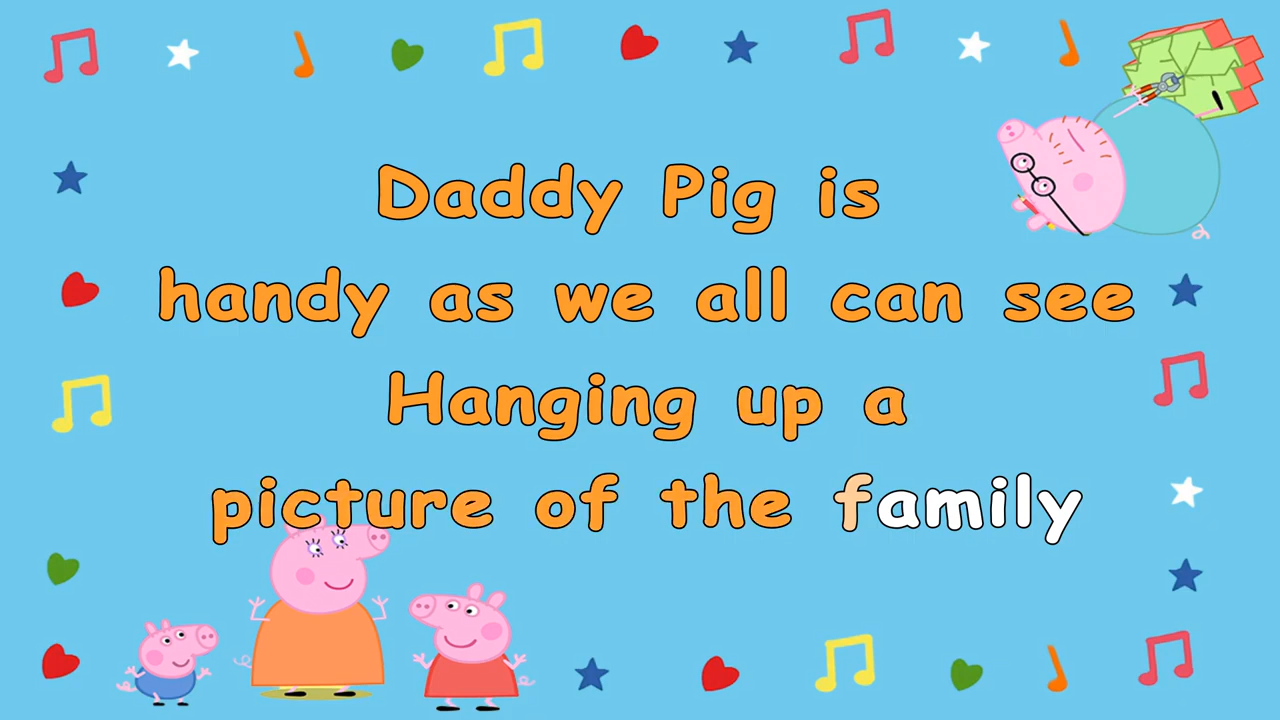 Daddy Pig is
handy as we all can see
Hanging up a
picture of the family